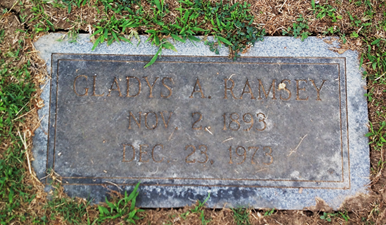 GLADYS A. RAMSEY
NOV. 2, 1893
DEC. 23,